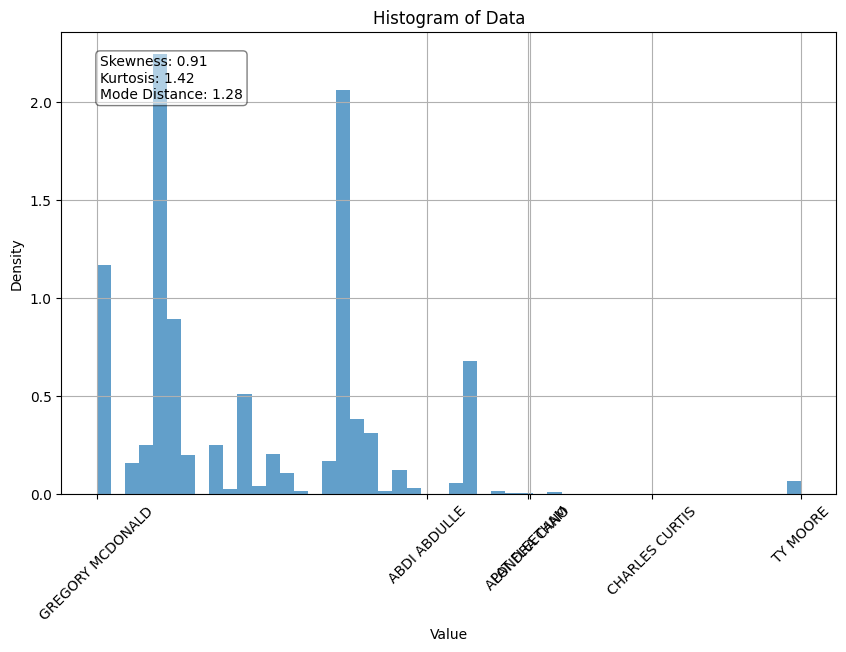 Histogram of Data
Skewness: 0.91
Kurtosis: 1.42
Mode Distance: 1.28
Density
2.0
1.5
1.0
0.5
0.0
GREGORY MCDONALD
ABDI ABDULLE
CHARLES CURTIS
TY MOORE
Value